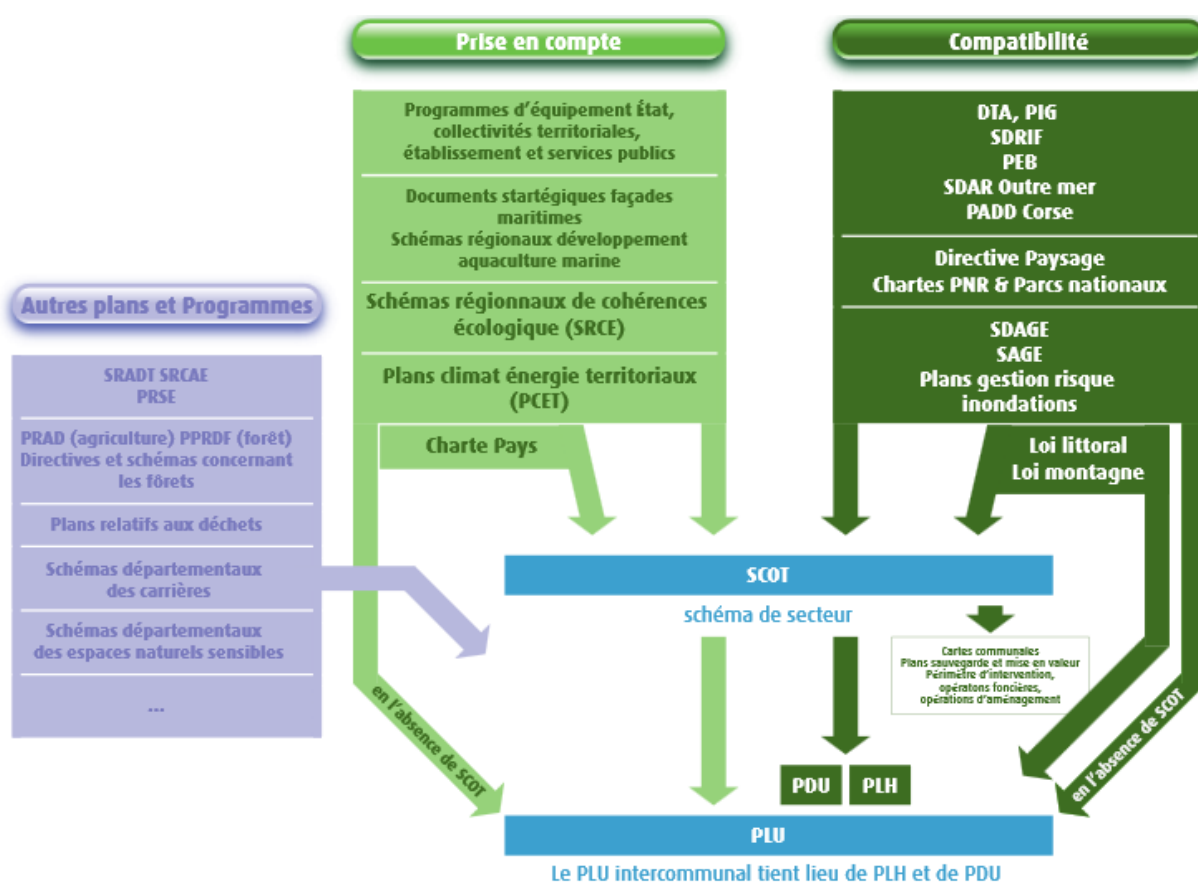 Prise en compte
Programmes d'équipement État,
collectivités territoriales,
établissement et services publics
Documents startégiques façades
maritimes
Schémas régionaux développement
aquaculture marine
Schémas régionnaux de cohérences
écologique (SRCE)
Plans climat énergie territoriaux
(PCET)
Charte Pays
en l'absence de SCOT
Compatibilité
DTA, PIG
SDRIF
PEB
SDAR Outre mer
PADD Corse
Directive Paysage
Chartes PNR & Parcs nationaux
SDAGE
SAGE
Plans gestion risque
inondations
Loi littoral
Loi montagne
en l'absence de SCOT
Autres plans et Programmes
SRADT SRCAE
PRSE
PRAD (agriculture) PPRDF (forêt)
Directives et schémas concernant
les fôrets
Plans relatifs aux déchets
Schémas départementaux
des carrières
Schémas départementaux
des espaces naturels sensibles
...
SCOT
schéma de secteur
Cartes communales
Plans sauvegarde et mise en valeur
Périmètre d'intervention,
opératons foncières,
opérations d'aménagement
PDU
PLH
PLU
Le PLU intercommunal tient lieu de PLH et de PDU